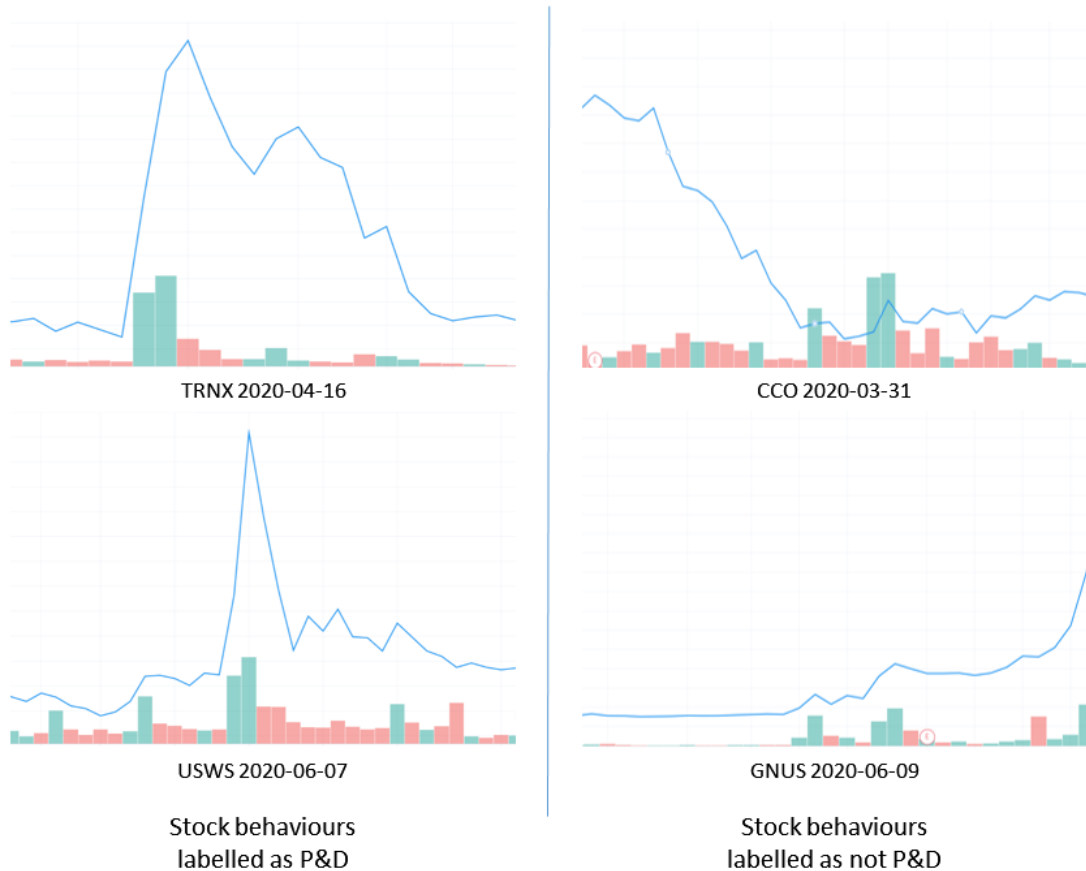 TRNX 2020-04-16
CCO 2020-03-31
USWS 2020-06-07
GNUS 2020-06-09
Stock behaviours
labelled as P&D
Stock behaviours
labelled as not P&D